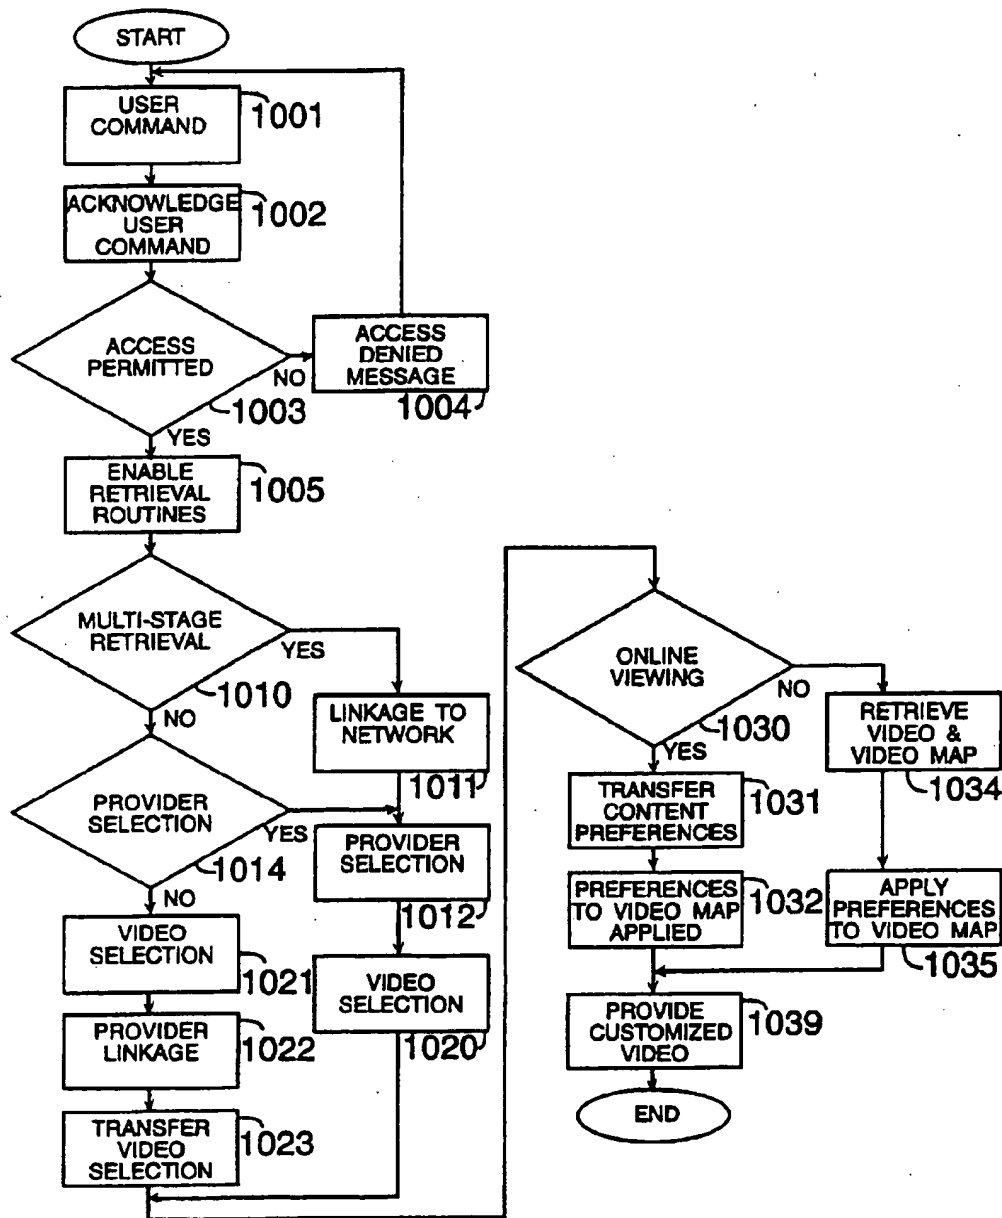 START
USER
COMMAND
1001
ACKNOWLEDGE
USER
COMMAND
1002
ACCESS
PERMITTED
1003
NO
ACCESS
DENIED
MESSAGE
1004
YES
ENABLE
RETRIEVAL
ROUTINES
1005
MULTI-STAGE
RETRIEVAL
1010
YES
NO
LINKAGE TO
NETWORK
1011
PROVIDER
SELECTION
1014
YES
NO
PROVIDER
SELECTION
1012
VIDEO
SELECTION
1021
VIDEO
SELECTION
1020
PROVIDER
LINKAGE
1022
TRANSFER
VIDEO
SELECTION
1023
ONLINE
VIEWING
1030
NO
YES
RETRIEVE
VIDEO &
VIDEO MAP
1034
TRANSFER
CONTENT
PREFERENCES
1031
PREFERENCES
TO VIDEO MAP
APPLIED
1032
APPLY
PREFERENCES
TO VIDEO MAP
1035
PROVIDE
CUSTOMIZED
VIDEO
1039
END